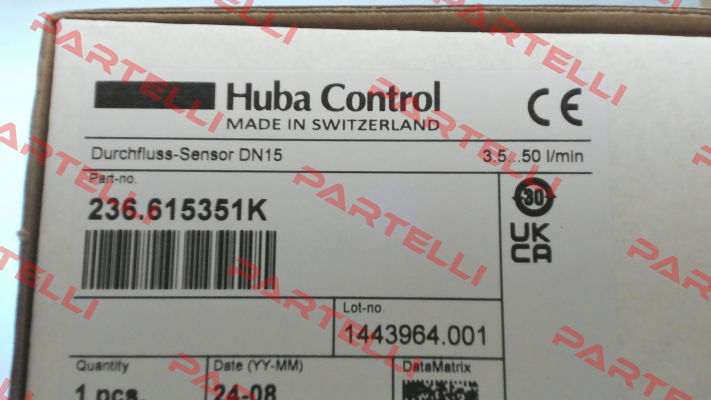 Huba Control
MADE IN SWITZERLAND
CE
Durchfluss-Sensor DN15 3,5...50 l/min
Part-no.
236.615351K
30
UK
CA
Lot-no.
1443964.001
Quantity Date (YY-MM) DataMatrix
1 pcs. 24-08
PARTELLI
PARTELLI
PARTELLI
PARTELLI
PARTELLI
PARTELLI